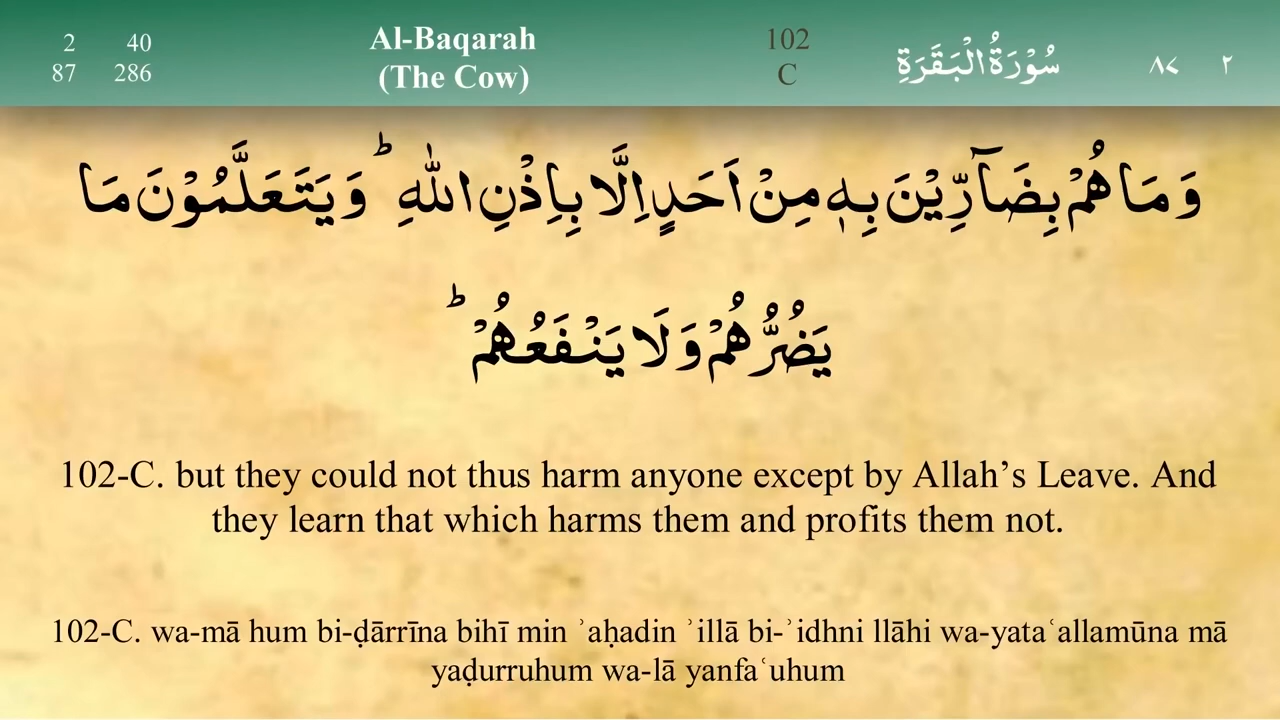 2 40
87 286
Al-Baqarah
(The Cow)
102
C
سُوْرَةُ الْبَقَرَةِ
٨٧ ٢
وَمَا هُمْ بِضَآرِّيْنَ بِهٖ مِنْ اَحَدٍ اِلَّا بِاِذْنِ اللّٰهِ ؕ وَيَتَعَلَّمُوْنَ مَا
يَضُرُّهُمْ وَلَا يَنْفَعُهُمْ ؕ
102-C. but they could not thus harm anyone except by Allah’s Leave. And
they learn that which harms them and profits them not.
102-C. wa-mā hum bi-ḍārrīna bihī min ʾaḥadin ʾillā bi-ʾidhni llāhi wa-yataʿallamūna mā
yaḍurruhum wa-lā yanfaʿuhum